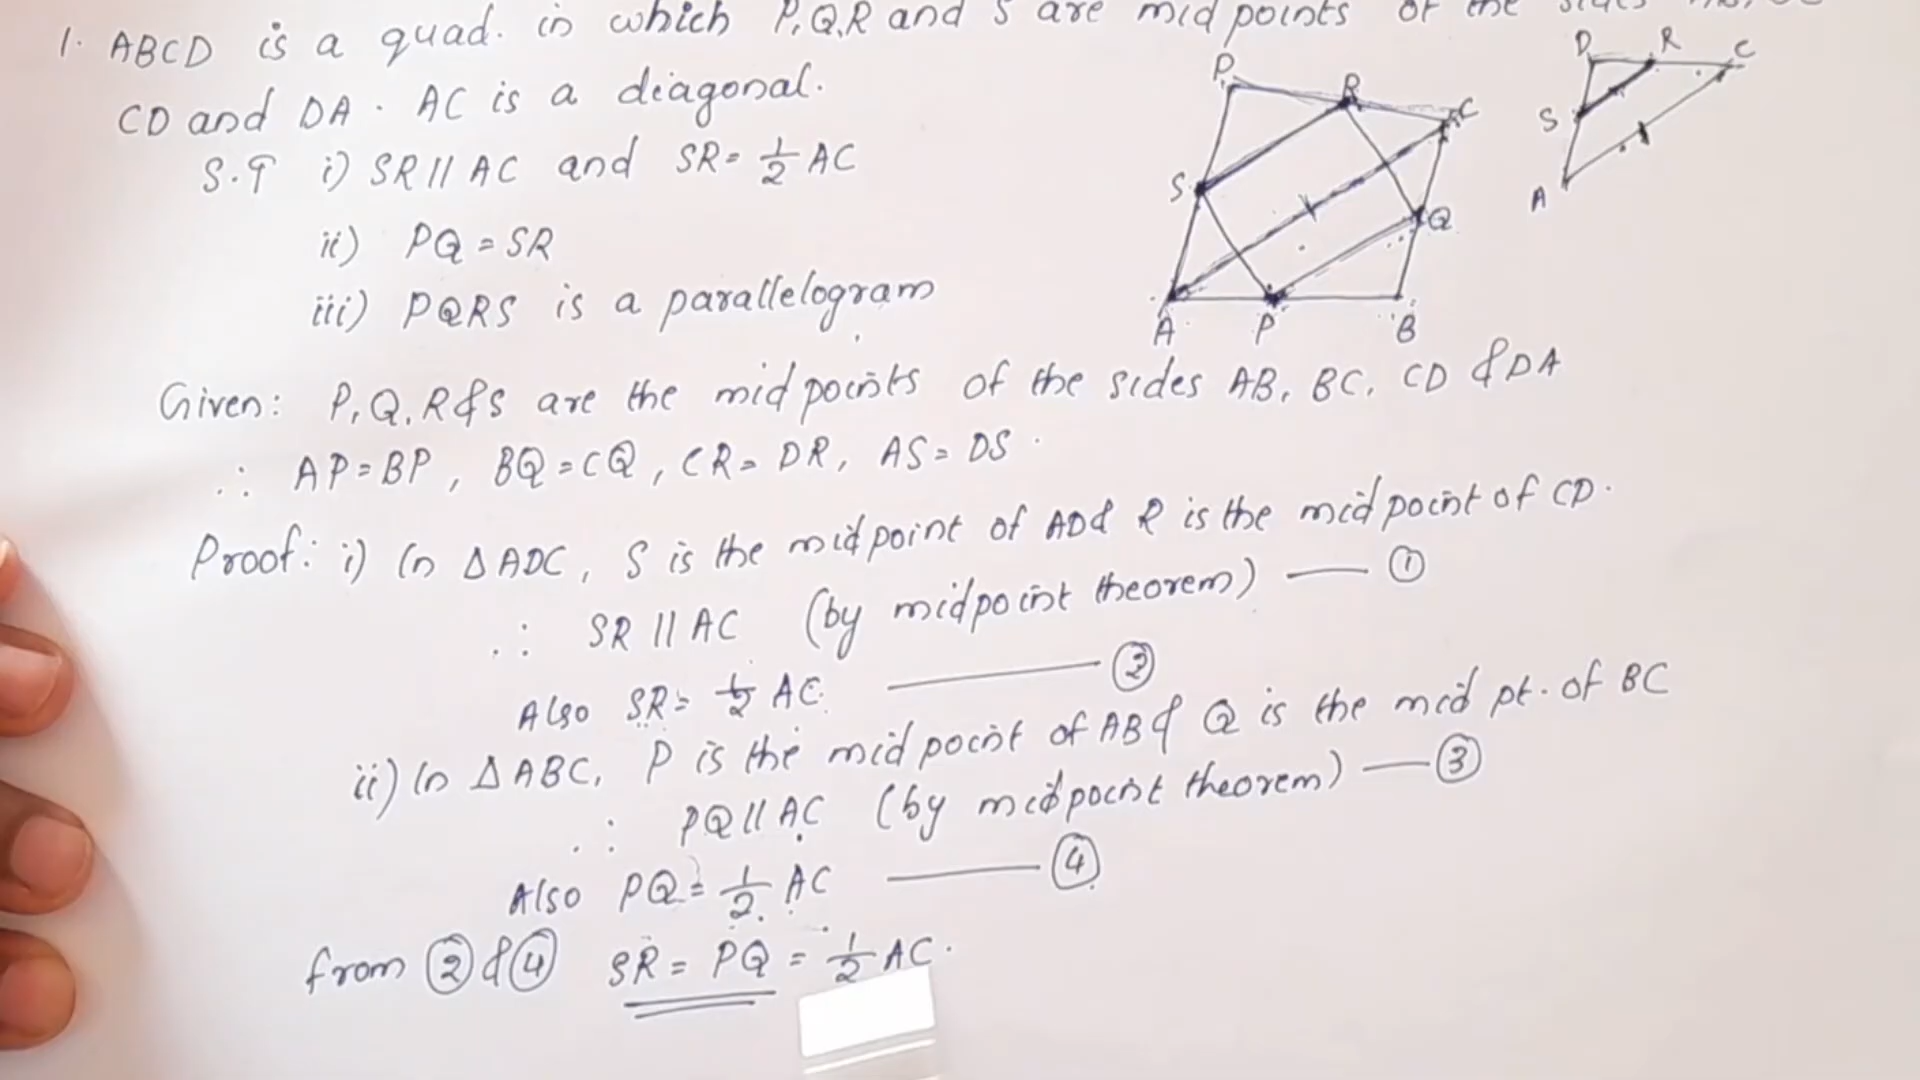 1. ABCD is a quad. in which P,Q,R and S are mid points of the sides
CD and DA. AC is a diagonal.
S.T i) SR // AC and SR = 1/2 AC
ii) PQ = SR
iii) PQRS is a parallelogram
D R C S Q A P B
D R C S A
Given: P, Q, R & S are the mid points of the sides AB, BC, CD & DA
∴ AP = BP, BQ = CQ, CR = DR, AS = DS.
Proof: i) In ΔADC, S is the mid point of AD & R is the mid point of CD.
∴ SR // AC (by midpoint theorem) — ①
Also SR = 1/2 AC. — ②
ii) In ΔABC, P is the mid point of AB & Q is the mid pt. of BC
∴ PQ // AC (by midpoint theorem) — ③
Also PQ = 1/2 AC — ④
from ② & ④ SR = PQ = 1/2 AC.